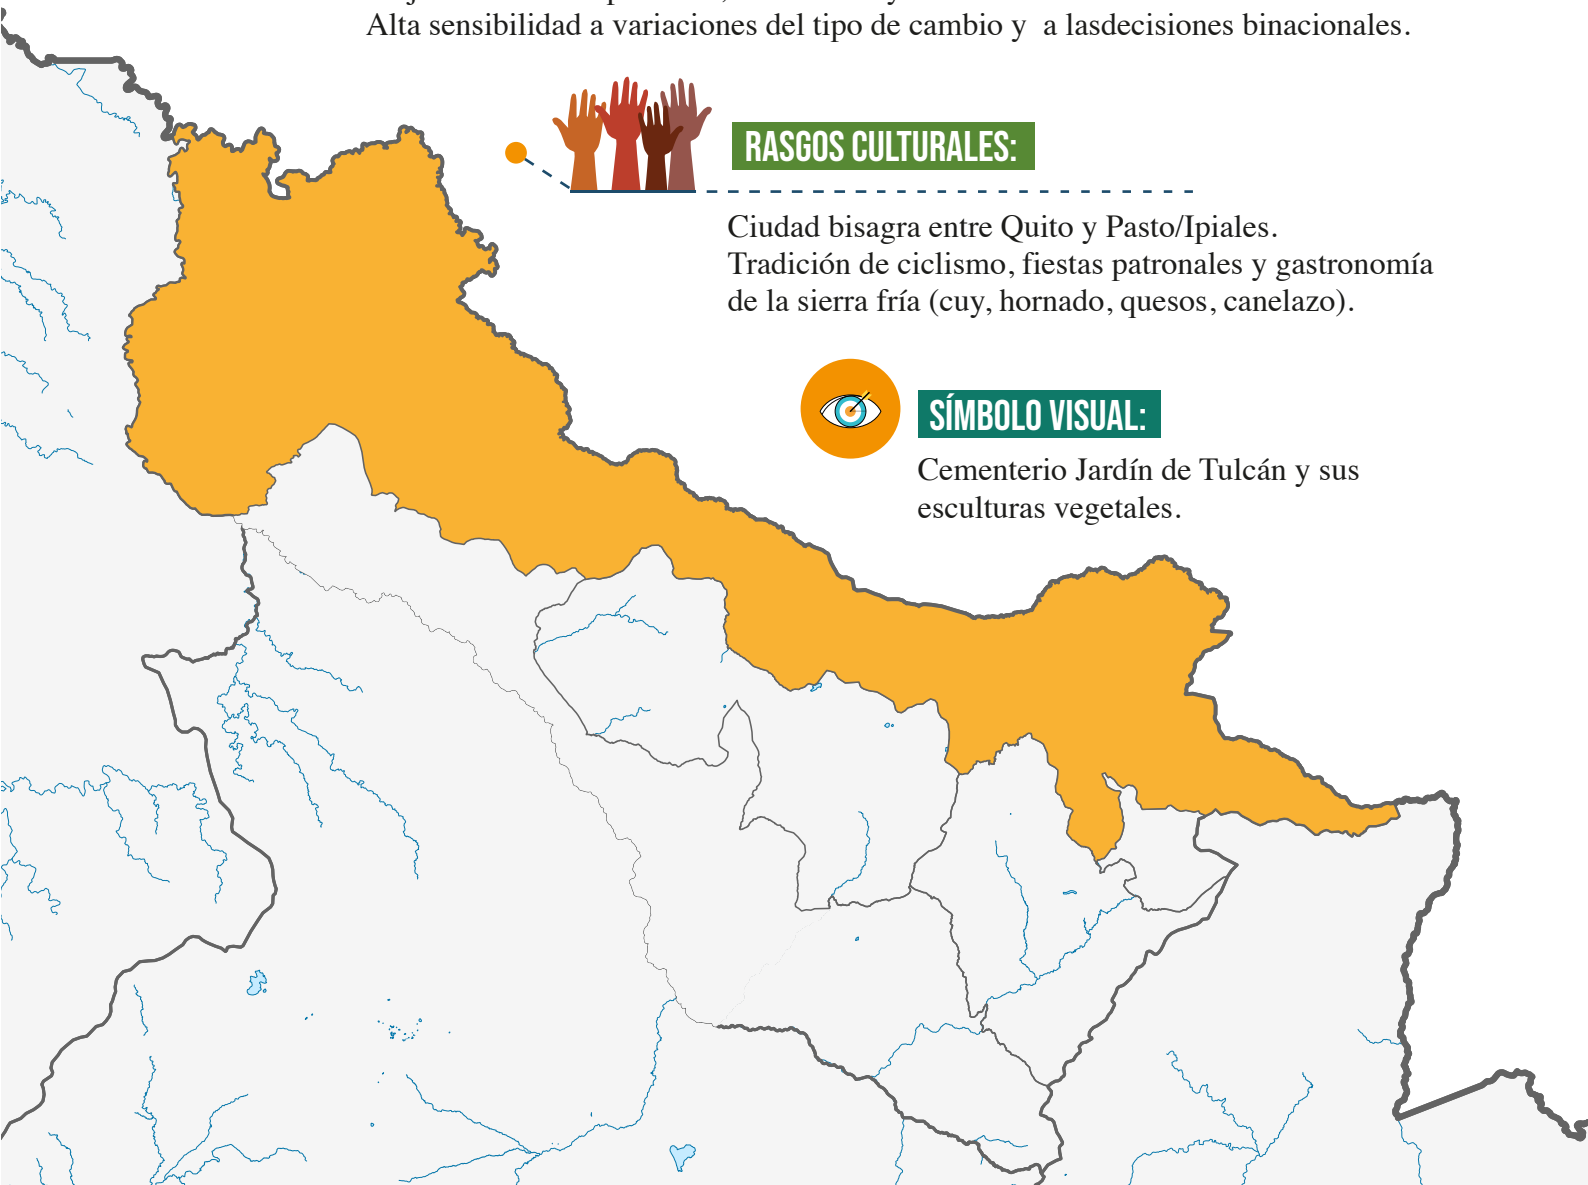 Alta sensibilidad a variaciones del tipo de cambio y  a lasdecisiones binacionales.
RASGOS CULTURALES:
Ciudad bisagra entre Quito y Pasto/Ipiales.
Tradición de ciclismo, fiestas patronales y gastronomía
de la sierra fría (cuy, hornado, quesos, canelazo).
SÍMBOLO VISUAL:
Cementerio Jardín de Tulcán y sus
esculturas vegetales.